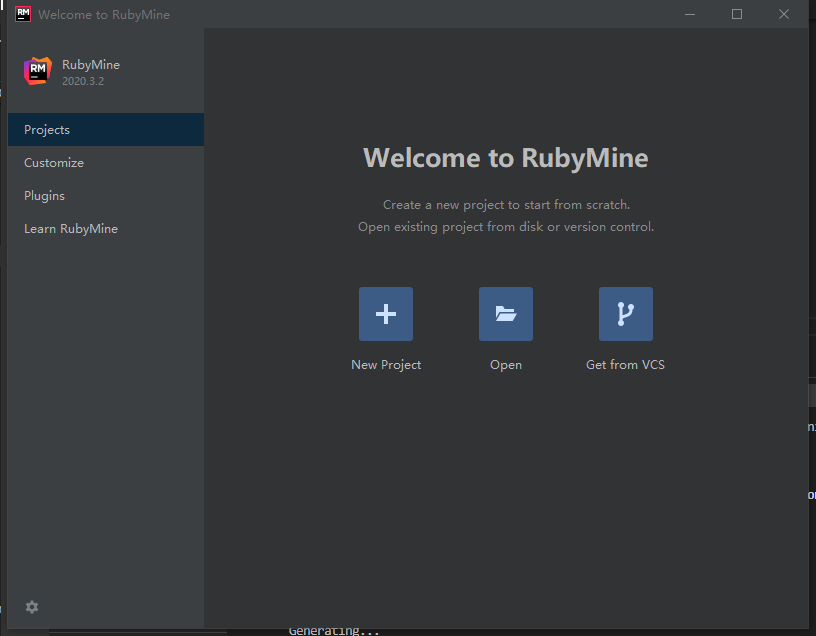 RM Welcome to RubyMine
RM RubyMine
2020.3.2
Projects
Customize
Plugins
Learn RubyMine
Welcome to RubyMine
Create a new project to start from scratch.
Open existing project from disk or version control.
New Project
Open
Get from VCS
Generating...